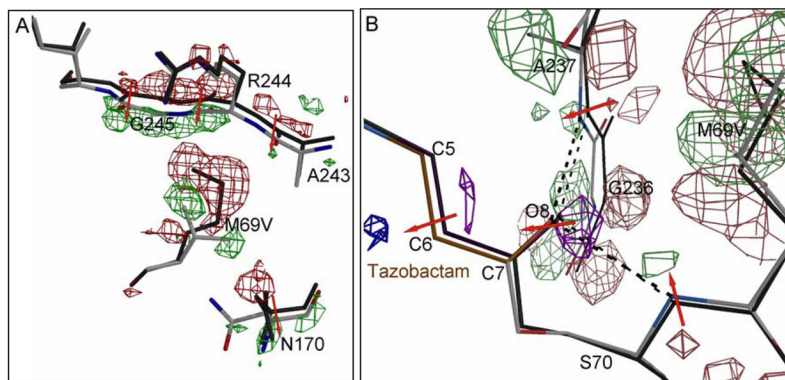 A
R244
G245
A243
M69V
N170
B
A237
M69V
C5
G236
O8
C6
C7
Tazobactam
S70